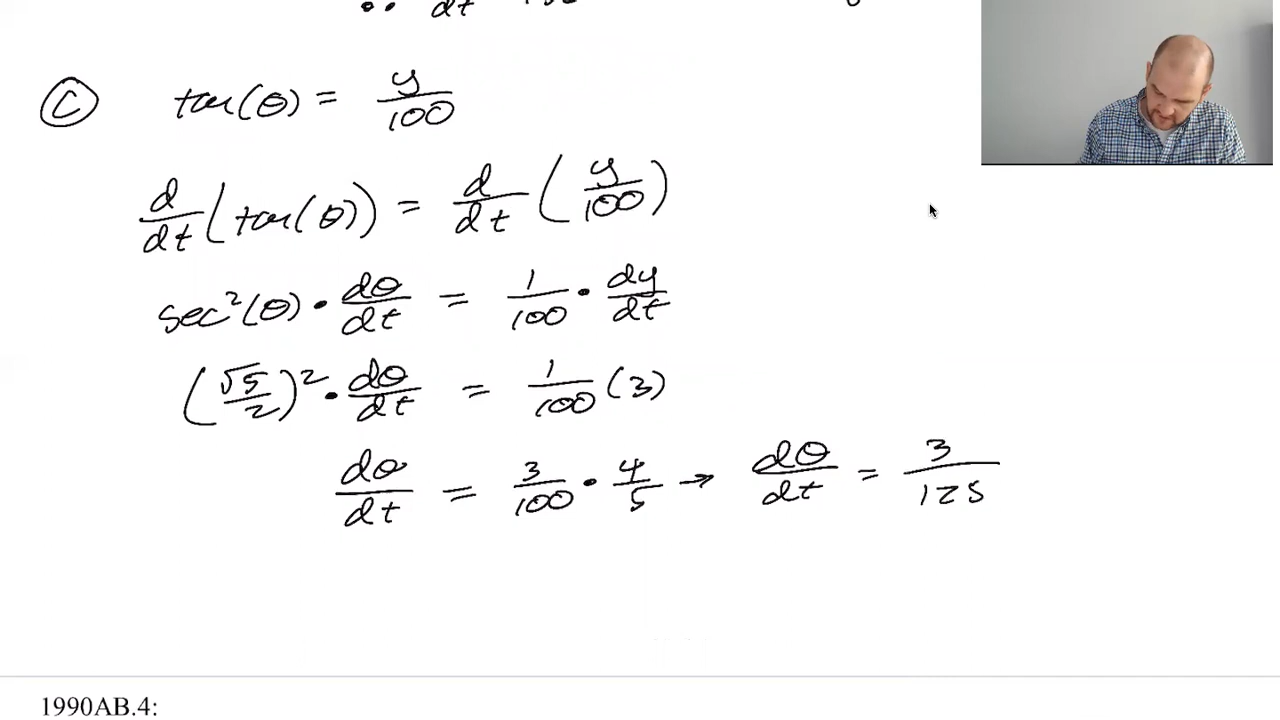 ∴ dt
Ⓒ tan(θ) = y/100
d/dt (tan(θ)) = d/dt (y/100)
sec²(θ) • dθ/dt = 1/100 • dy/dt
(√5/2)² • dθ/dt = 1/100 (3)
dθ/dt = 3/100 • 4/5 → dθ/dt = 3/125
1990AB.4: